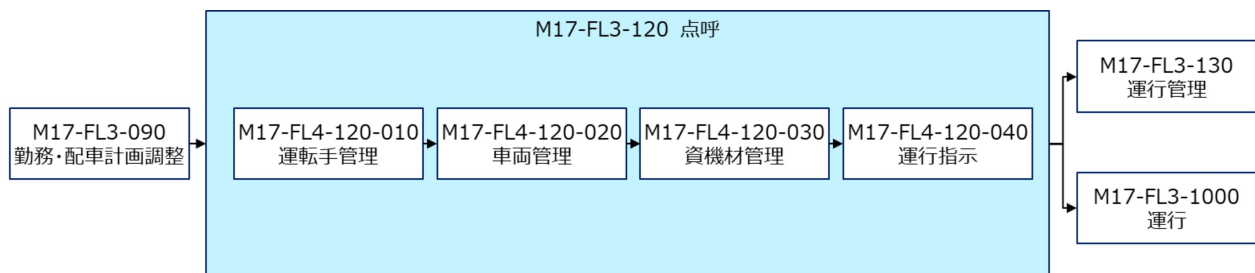 M17-FL3-120 点呼
M17-FL3-090
勤務・配車計画調整
M17-FL4-120-010
運転手管理
M17-FL4-120-020
車両管理
M17-FL4-120-030
資機材管理
M17-FL4-120-040
運行指示
M17-FL3-130
運行管理
M17-FL3-1000
運行